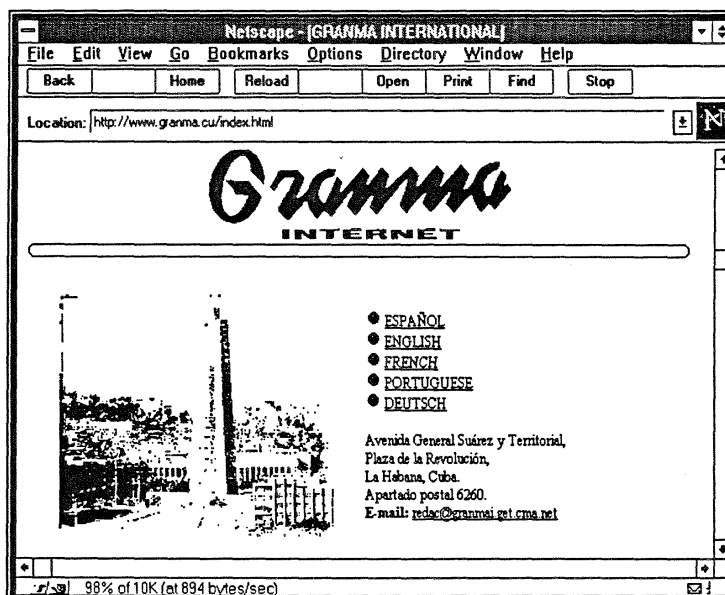 Netscape - [GRANMA INTERNATIONAL]
File Edit View Go Bookmarks Options Directory Window Help
Back Home Reload Open Print Find Stop
Location: http://www.granma.cu/index.html
N
Granma
INTERNET
ESPAÑOL
ENGLISH
FRENCH
PORTUGUESE
DEUTSCH
Avenida General Suárez y Territorial,
Plaza de la Revolución,
La Habana, Cuba.
Apartado postal 6260.
E-mail: redac@granmai.get.cma.net
98% of 10K (at 894 bytes/sec)